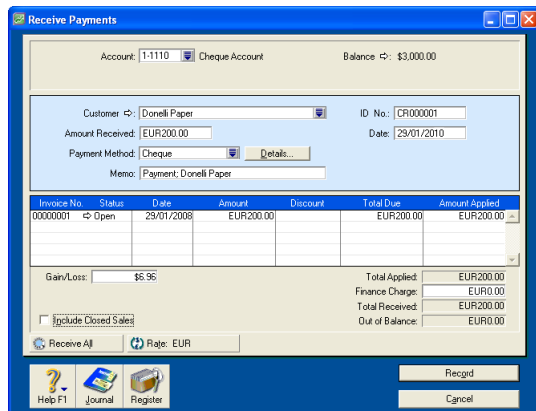 Receive Payments
Account: 1-1110 Cheque Account Balance ⇨: $3,000.00
Customer ⇨: Donelli Paper ID No.: CR000001
Amount Received: EUR200.00 Date: 29/01/2010
Payment Method: Cheque Details...
Memo: Payment; Donelli Paper
Invoice No. Status Date Amount Discount Total Due Amount Applied
00000001 ⇨ Open 29/01/2008 EUR200.00 EUR200.00 EUR200.00
Gain/Loss: $6.96 Total Applied: EUR200.00
Finance Charge: EUR0.00
Total Received: EUR200.00
Include Closed Sales Out of Balance: EUR0.00
Receive All Rate: EUR
Help F1 Journal Register Record
Cancel